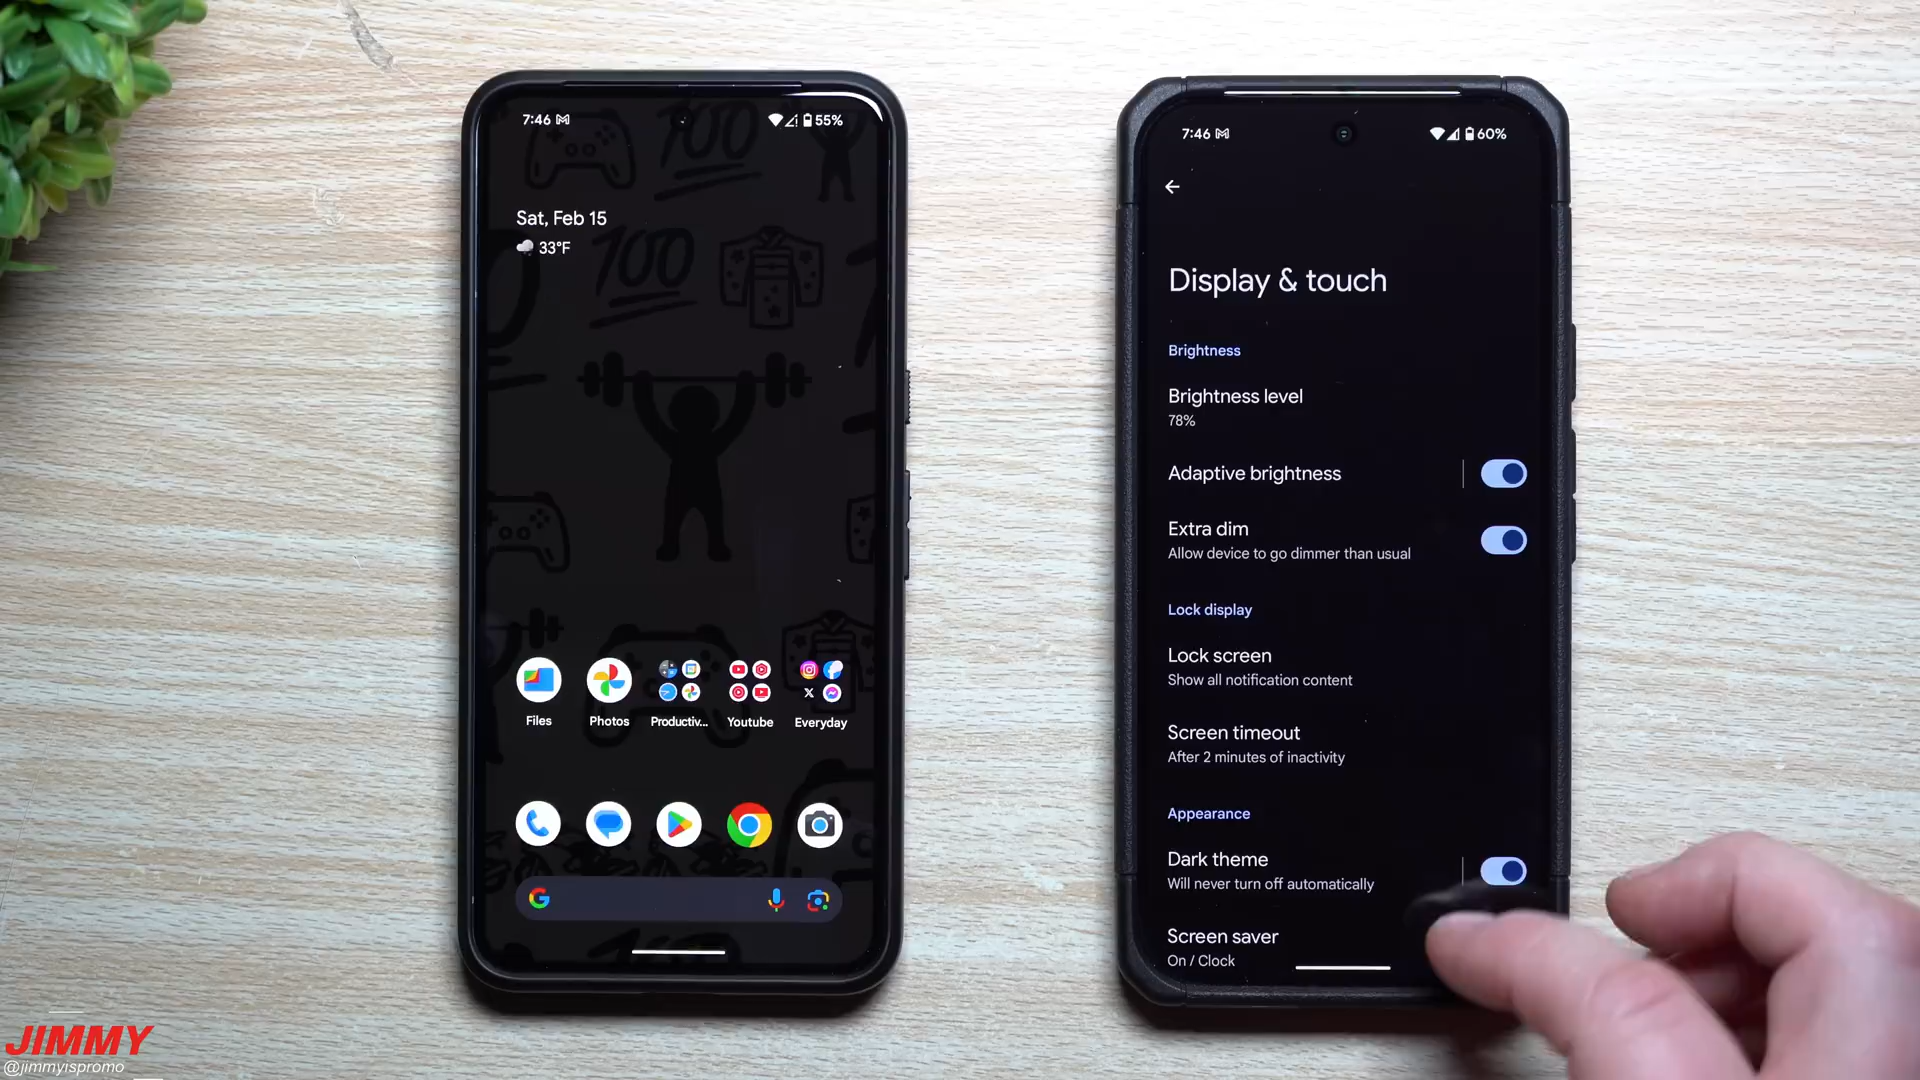 7:46
55%
Sat, Feb 15
33°F
100
100
Files
Photos
Productiv...
Youtube
Everyday
7:46
60%
Display & touch
Brightness
Brightness level
78%
Adaptive brightness
Extra dim
Allow device to go dimmer than usual
Lock display
Lock screen
Show all notification content
Screen timeout
After 2 minutes of inactivity
Appearance
Dark theme
Will never turn off automatically
Screen saver
On / Clock
JIMMY
@jimmyispromo